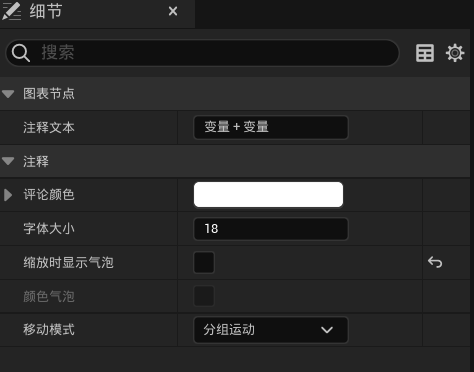 细节
搜索
图表节点
注释文本 变量 + 变量
注释
评论颜色
字体大小 18
缩放时显示气泡
颜色气泡
移动模式 分组运动